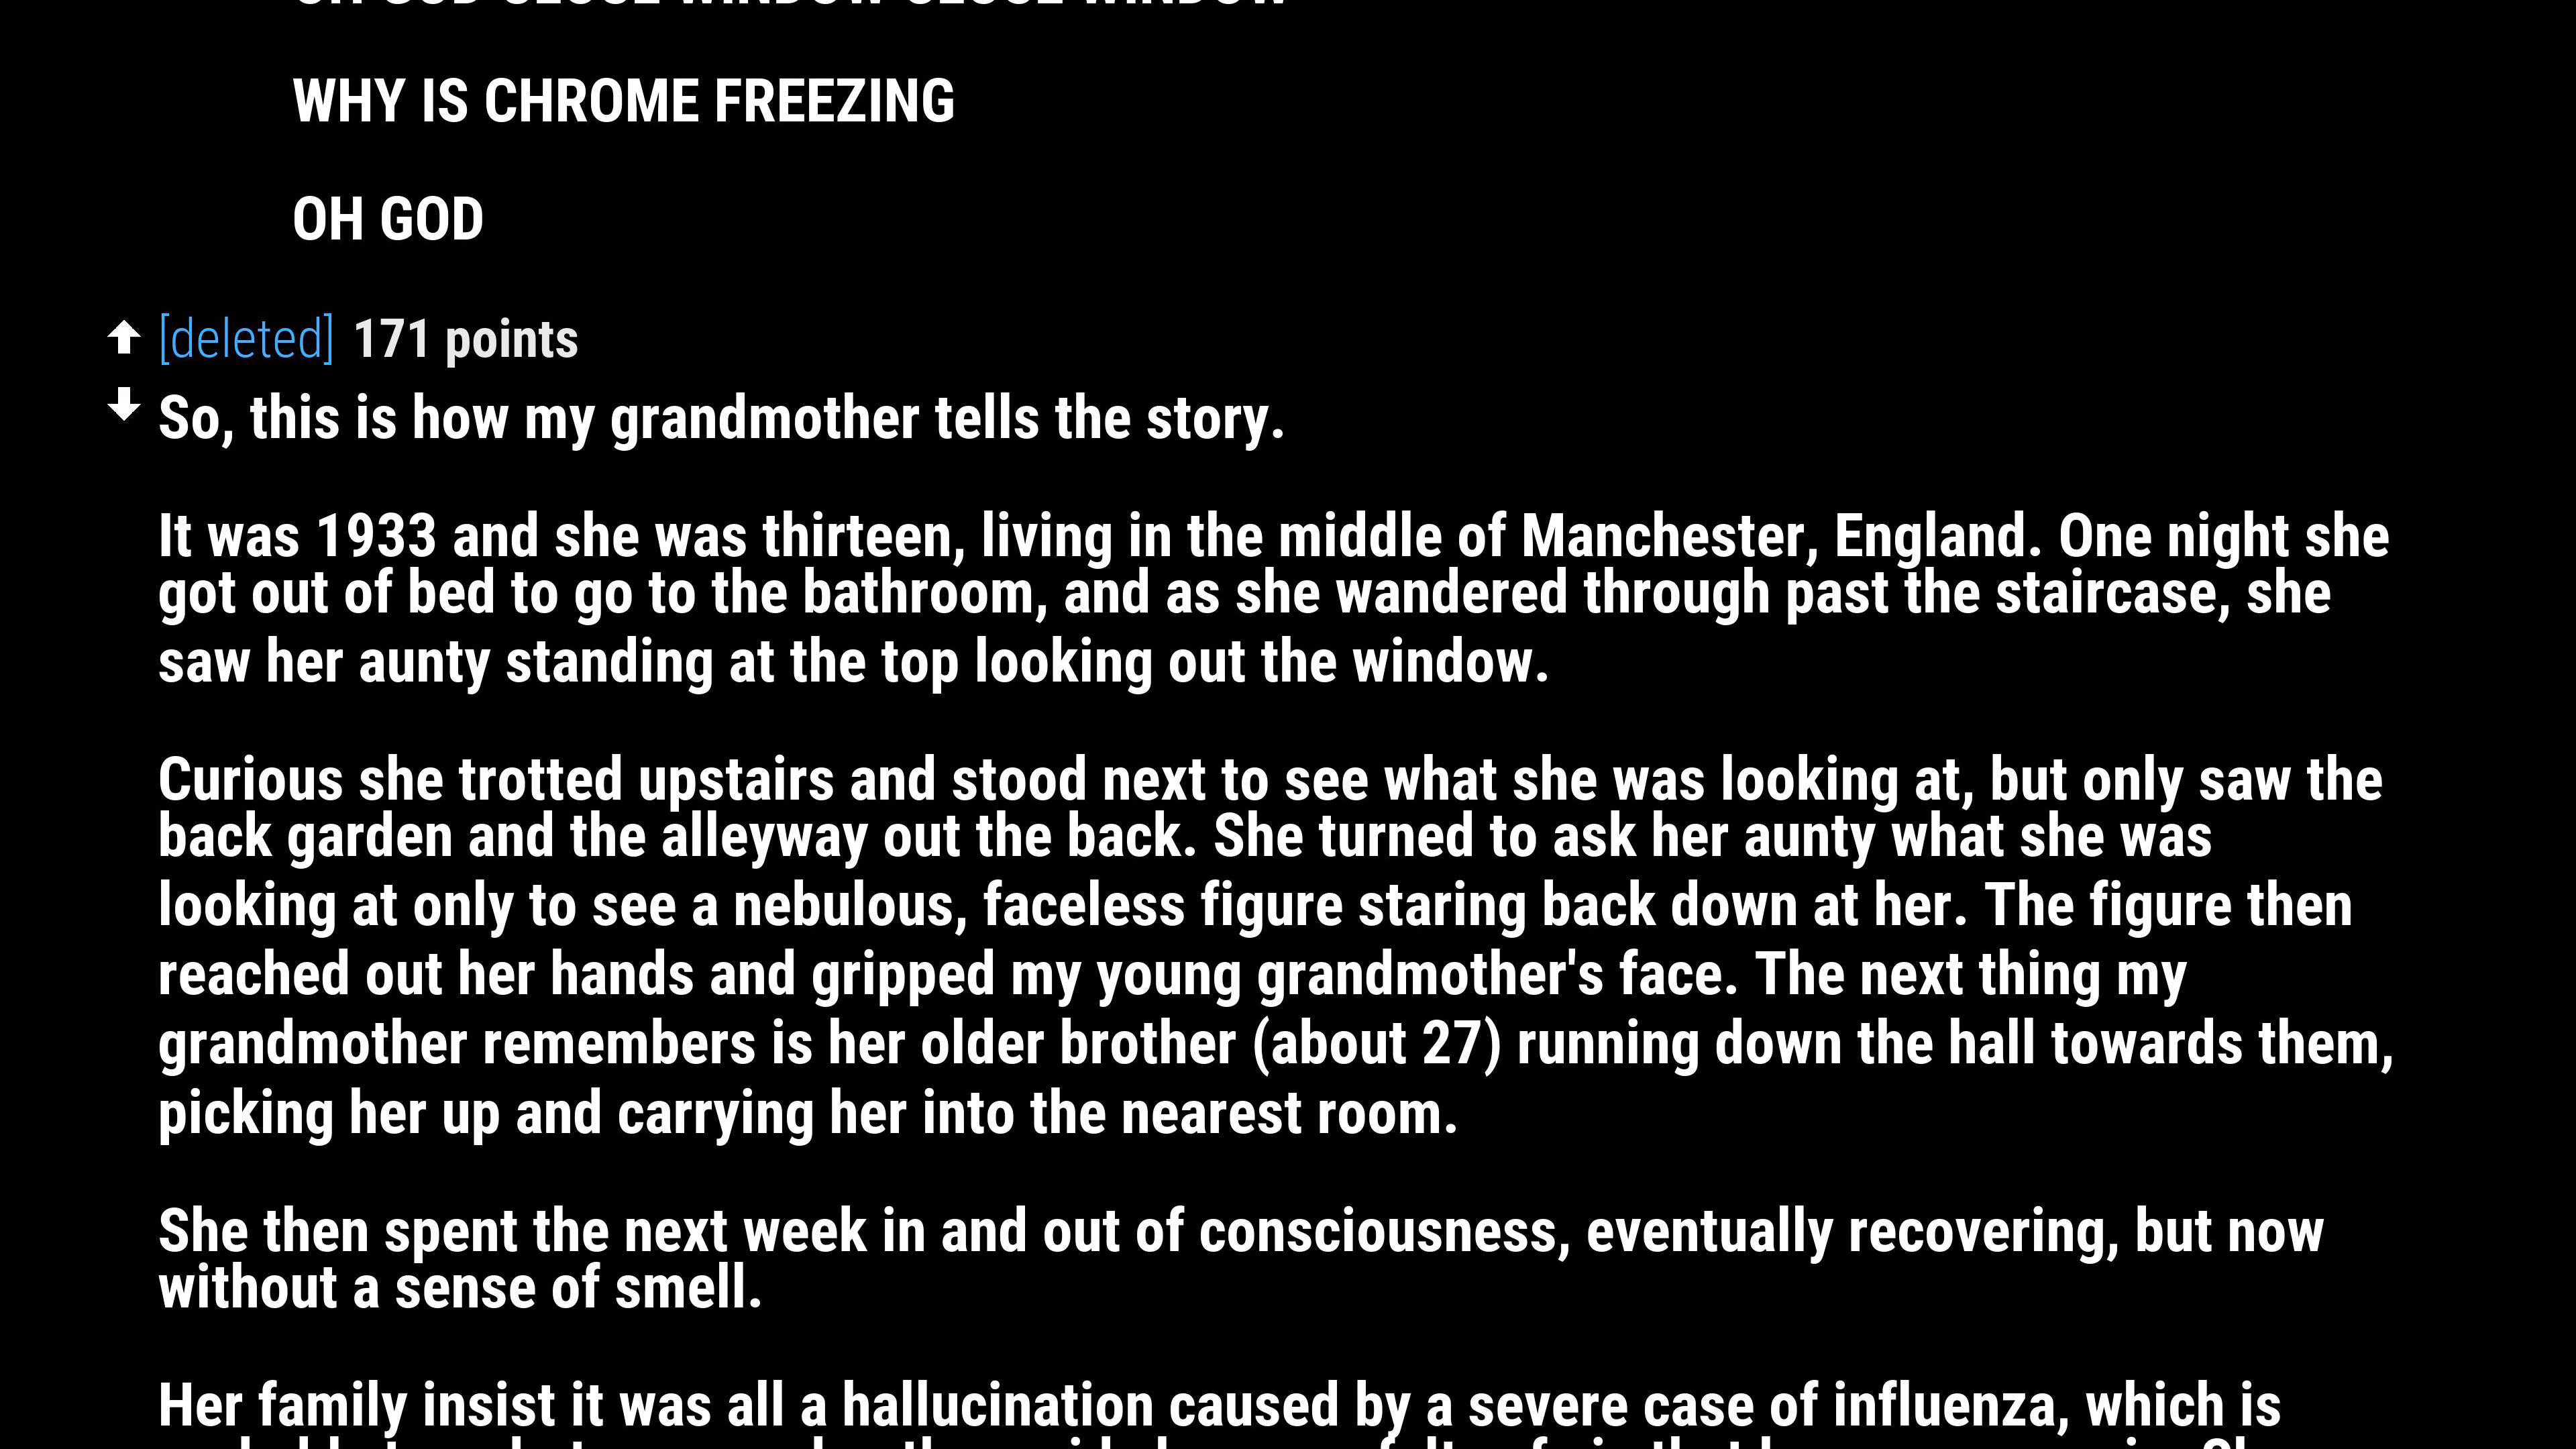 WHY IS CHROME FREEZING
OH GOD
[deleted] 171 points
So, this is how my grandmother tells the story.
It was 1933 and she was thirteen, living in the middle of Manchester, England. One night she
got out of bed to go to the bathroom, and as she wandered through past the staircase, she
saw her aunty standing at the top looking out the window.
Curious she trotted upstairs and stood next to see what she was looking at, but only saw the
back garden and the alleyway out the back. She turned to ask her aunty what she was
looking at only to see a nebulous, faceless figure staring back down at her. The figure then
reached out her hands and gripped my young grandmother's face. The next thing my
grandmother remembers is her older brother (about 27) running down the hall towards them,
picking her up and carrying her into the nearest room.
She then spent the next week in and out of consciousness, eventually recovering, but now
without a sense of smell.
Her family insist it was all a hallucination caused by a severe case of influenza, which is